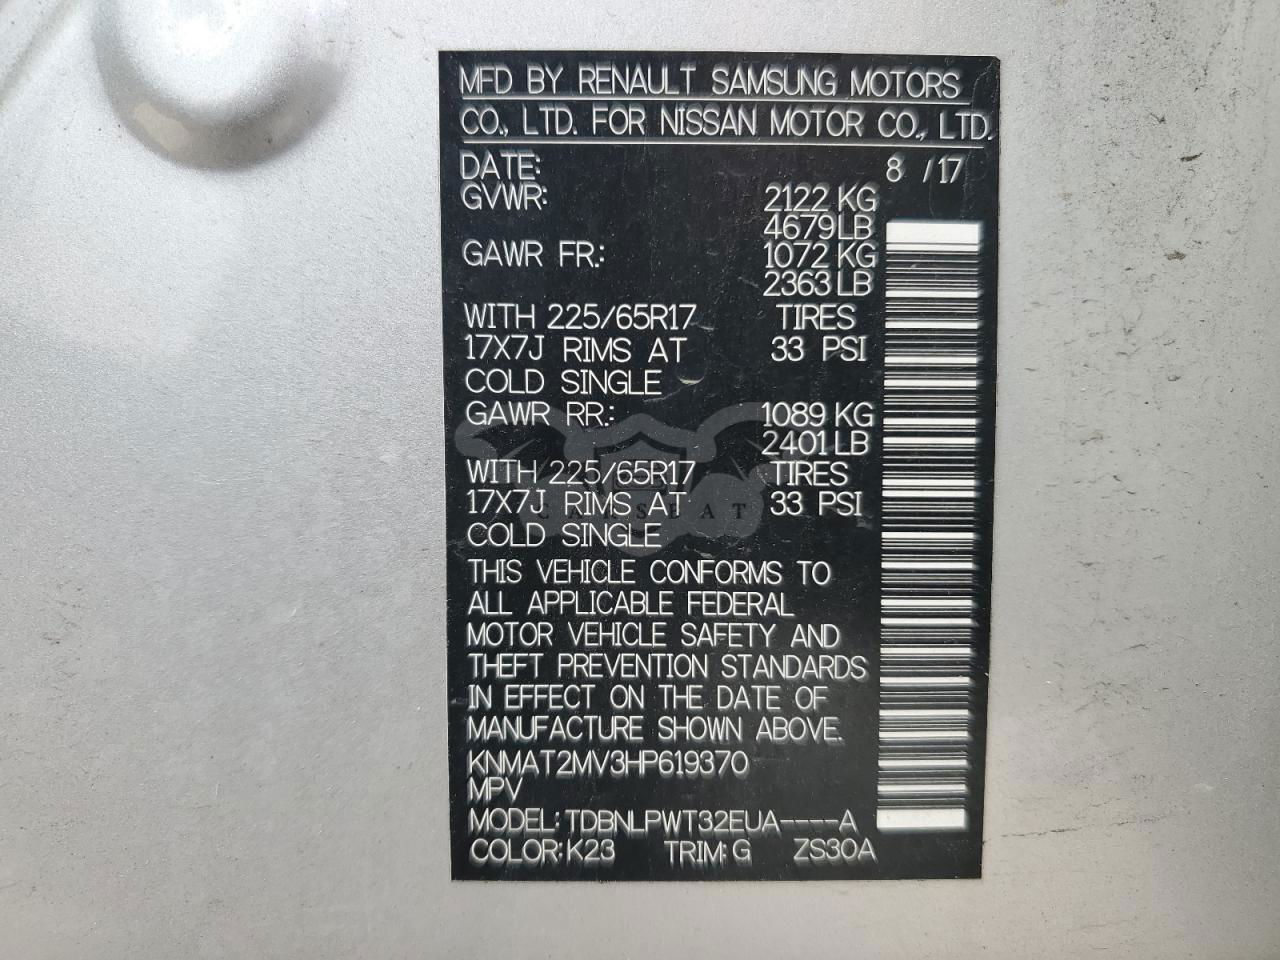 MFD BY RENAULT SAMSUNG MOTORS
CO., LTD. FOR NISSAN MOTOR CO., LTD.
DATE: 8 /17
GVWR: 2122 KG
4679 LB
GAWR FR.: 1072 KG
2363 LB
WITH 225/65R17 TIRES
17X7J RIMS AT 33 PSI
COLD SINGLE
GAWR RR.: 1089 KG
2401 LB
WITH 225/65R17 TIRES
17X7J RIMS AT 33 PSI
CARSBAT
COLD SINGLE
THIS VEHICLE CONFORMS TO
ALL APPLICABLE FEDERAL
MOTOR VEHICLE SAFETY AND
THEFT PREVENTION STANDARDS
IN EFFECT ON THE DATE OF
MANUFACTURE SHOWN ABOVE.
KNMAT2MV3HP619370
MPV
MODEL: TDBNLPWT32EUA----A
COLOR: K23 TRIM: G ZS30A